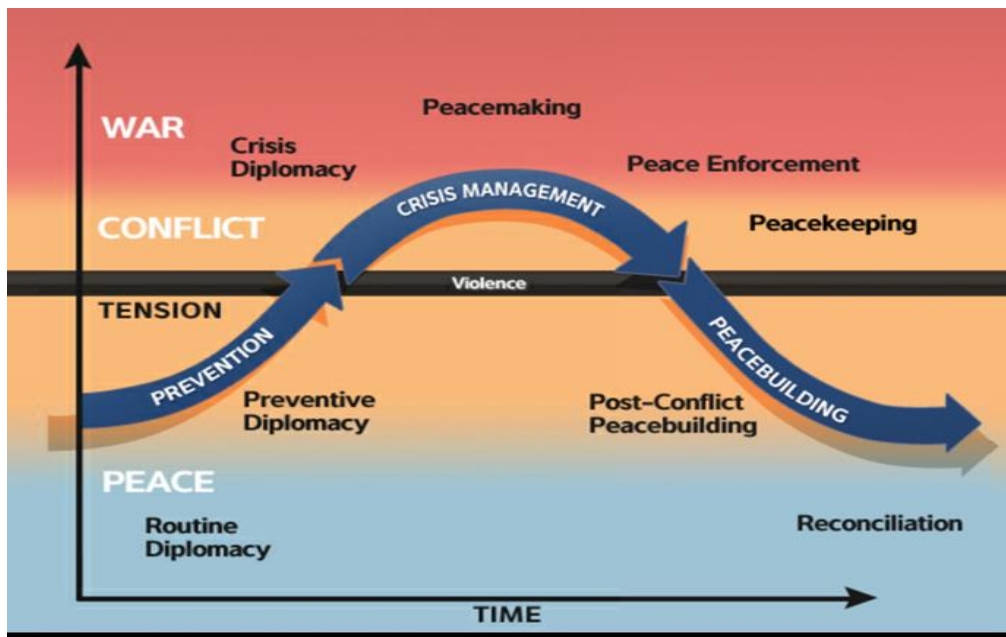 WAR
Peacemaking
Crisis
Diplomacy
Peace Enforcement
CRISIS MANAGEMENT
CONFLICT
Peacekeeping
Violence
TENSION
PREVENTION
PEACEBUILDING
Preventive
Diplomacy
Post-Conflict
Peacebuilding
PEACE
Routine
Diplomacy
Reconciliation
TIME